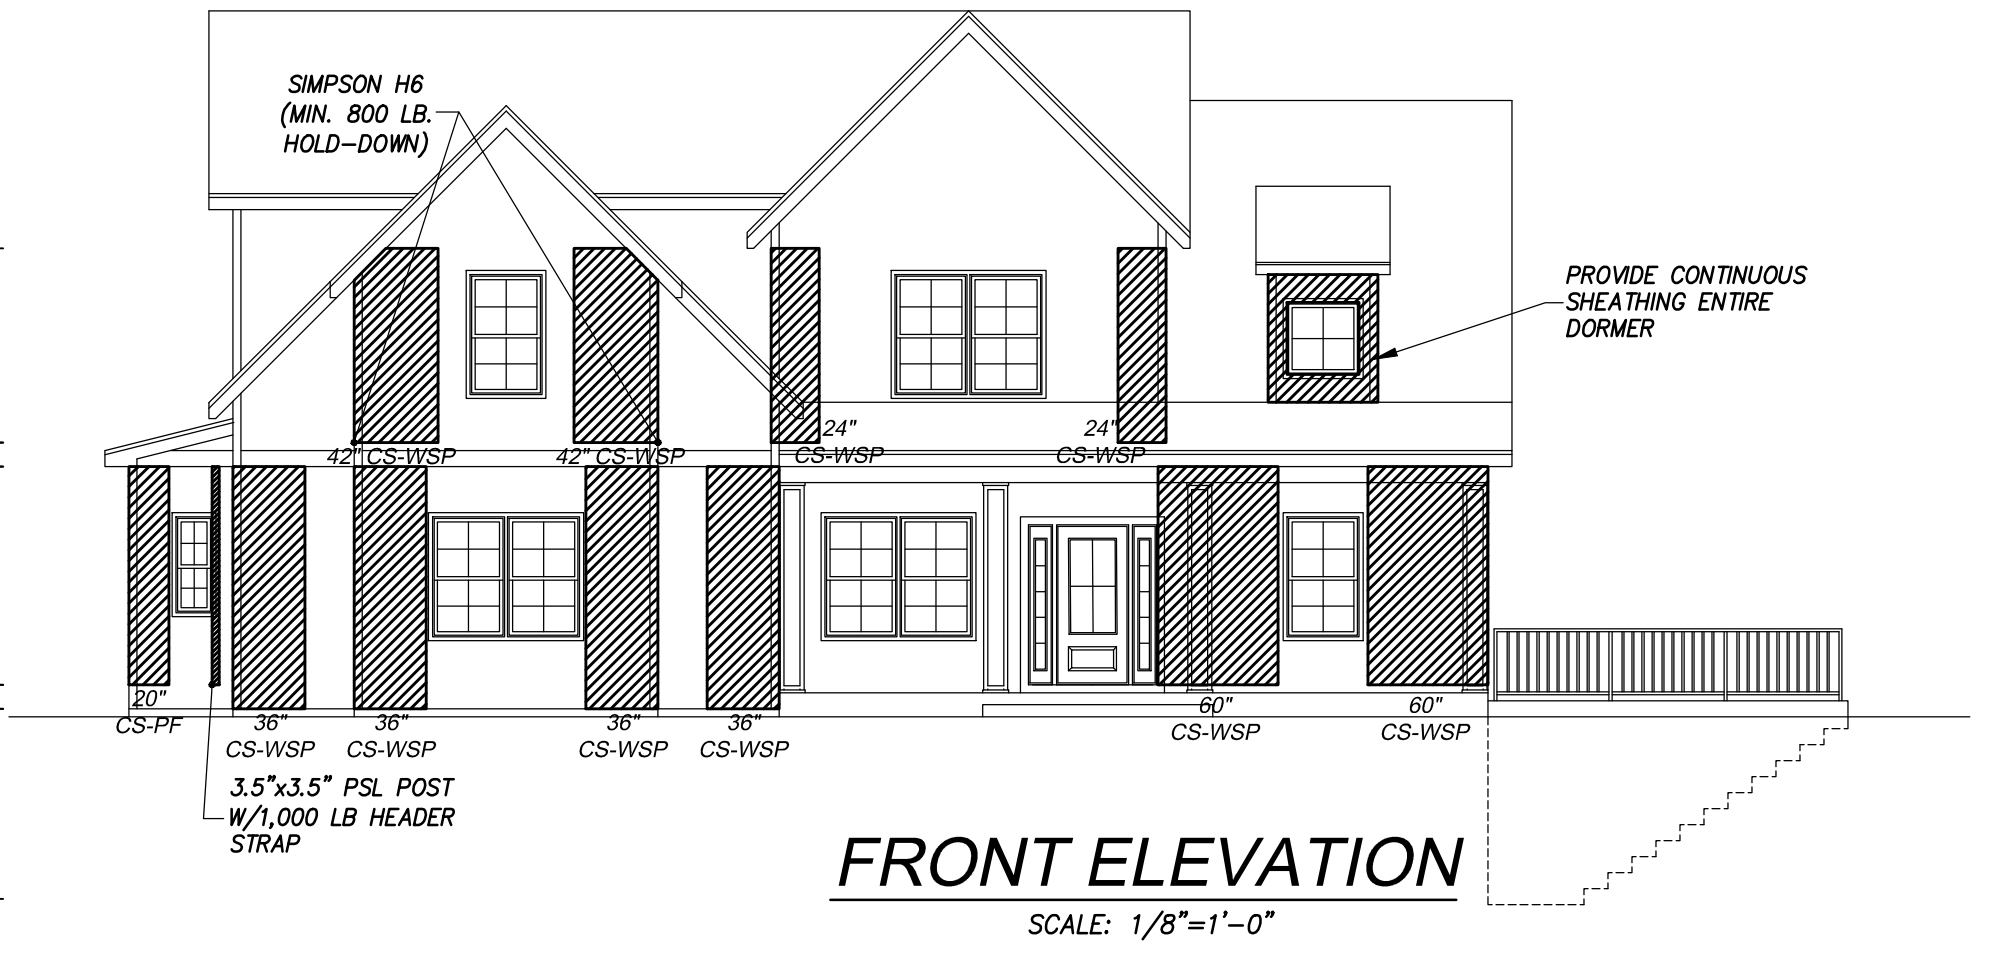 SIMPSON H6
(MIN. 800 LB.
HOLD-DOWN)
PROVIDE CONTINUOUS
SHEATHING ENTIRE
DORMER
42" CS-WSP
42" CS-WSP
24"
CS-WSP
24"
CS-WSP
20"
CS-PF
36"
CS-WSP
36"
CS-WSP
36"
CS-WSP
36"
CS-WSP
60"
CS-WSP
60"
CS-WSP
3.5"x3.5" PSL POST
W/1,000 LB HEADER
STRAP
FRONT ELEVATION
SCALE: 1/8"=1'-0"